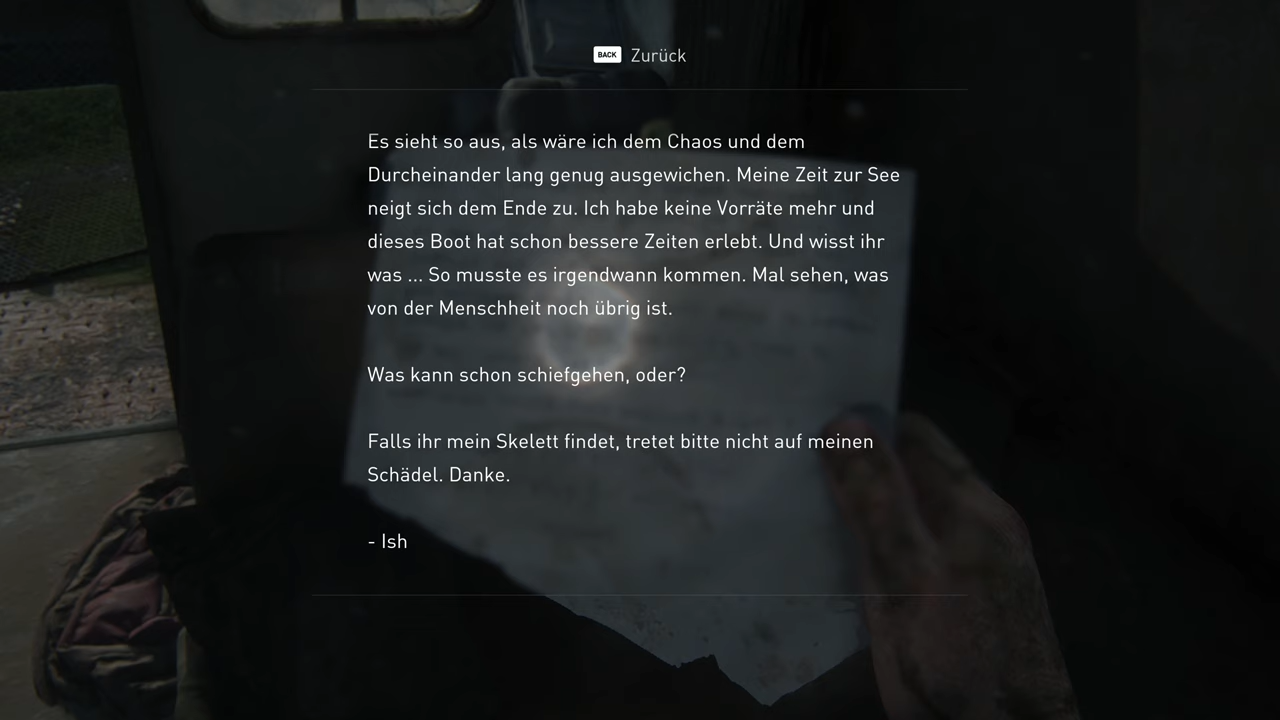 BACK Zurück
Es sieht so aus, als wäre ich dem Chaos und dem
Durcheinander lang genug ausgewichen. Meine Zeit zur See
neigt sich dem Ende zu. Ich habe keine Vorräte mehr und
dieses Boot hat schon bessere Zeiten erlebt. Und wisst ihr
was ... So musste es irgendwann kommen. Mal sehen, was
von der Menschheit noch übrig ist.
Was kann schon schiefgehen, oder?
Falls ihr mein Skelett findet, tretet bitte nicht auf meinen
Schädel. Danke.
- Ish